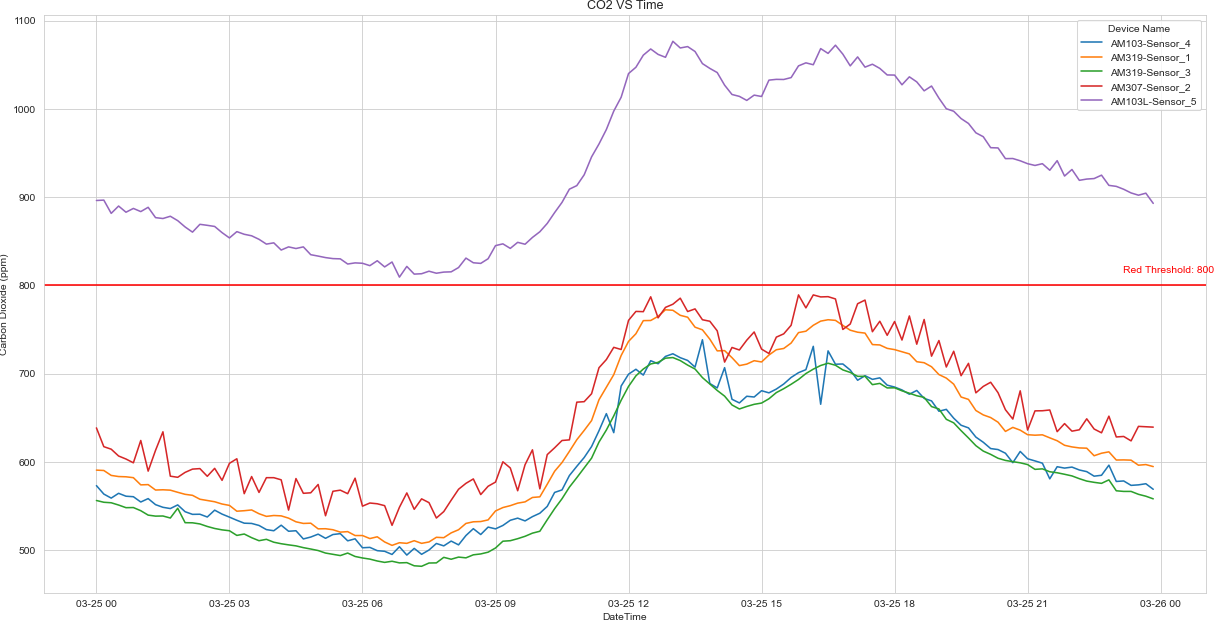 CO2 VS Time
1100
1000
900
800
700
600
500
Carbon Dioxide (ppm)
Device Name
AM103-Sensor_4
AM319-Sensor_1
AM319-Sensor_3
AM307-Sensor_2
AM103L-Sensor_5
Red Threshold: 800
03-25 00
03-25 03
03-25 06
03-25 09
03-25 12
03-25 15
03-25 18
03-25 21
03-26 00
DateTime